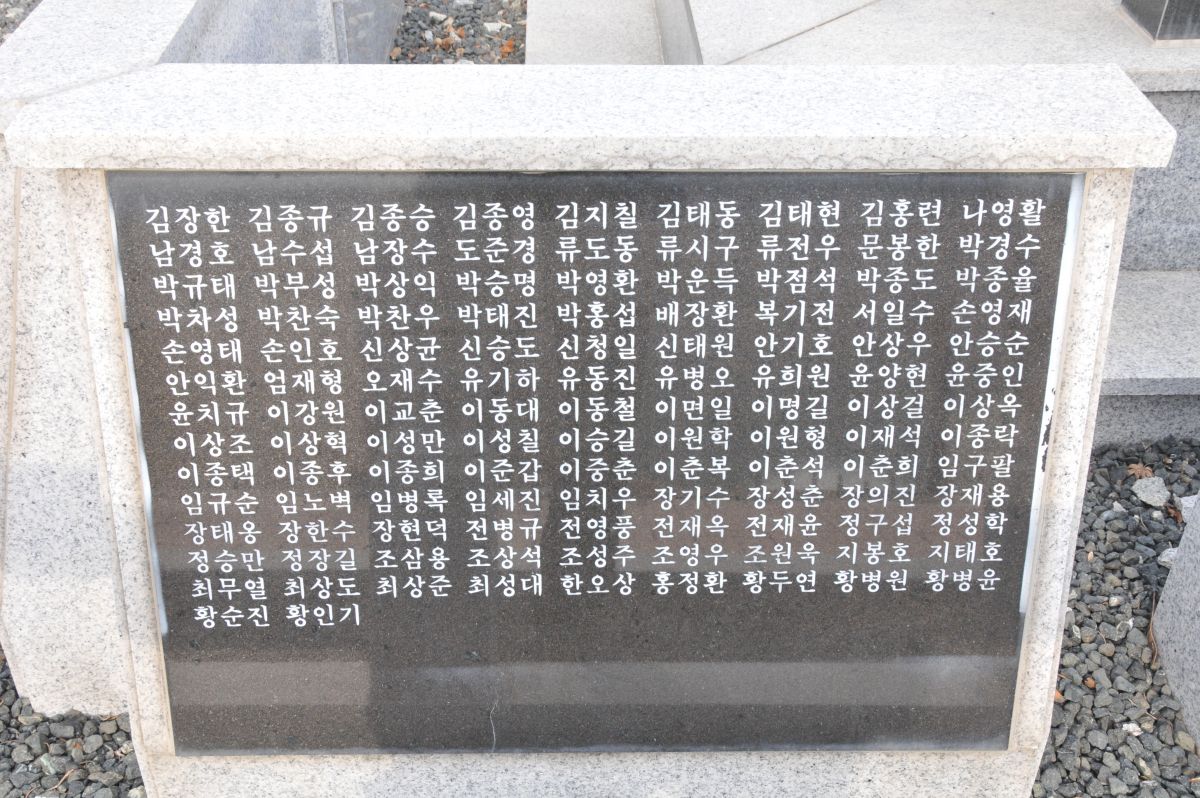 김장한 김종규 김종승 김종영 김지칠 김태동 김태현 김홍련 나영활
남경호 남수섭 남장수 도준경 류도동 류시구 류전우 문봉한 박경수
박규태 박부성 박상익 박승명 박영환 박운득 박점석 박종도 박종율
박차성 박찬숙 박찬우 박태진 박홍섭 배장환 복기전 서일수 손영재
손영태 손인호 신상균 신승도 신청일 신태원 안기호 안상우 안승순
안익환 엄재형 오재수 유기하 유동진 유병오 유희원 윤양현 윤중인
윤치규 이강원 이교춘 이동대 이동철 이면일 이명길 이상걸 이상옥
이상조 이상혁 이성만 이성칠 이승길 이원학 이원형 이재석 이종락
이종택 이종후 이종희 이준갑 이중춘 이춘복 이춘석 이춘희 임구팔
임규순 임노벽 임병록 임세진 임치우 장기수 장성춘 장의진 장재용
장태웅 장한수 장현덕 전병규 전영풍 전재옥 전재윤 정구섭 정성학
정승만 정장길 조삼용 조상석 조성주 조영우 조원욱 지봉호 지태호
최무열 최상도 최상준 최성대 한오상 홍정환 황두연 황병원 황병윤
황순진 황인기